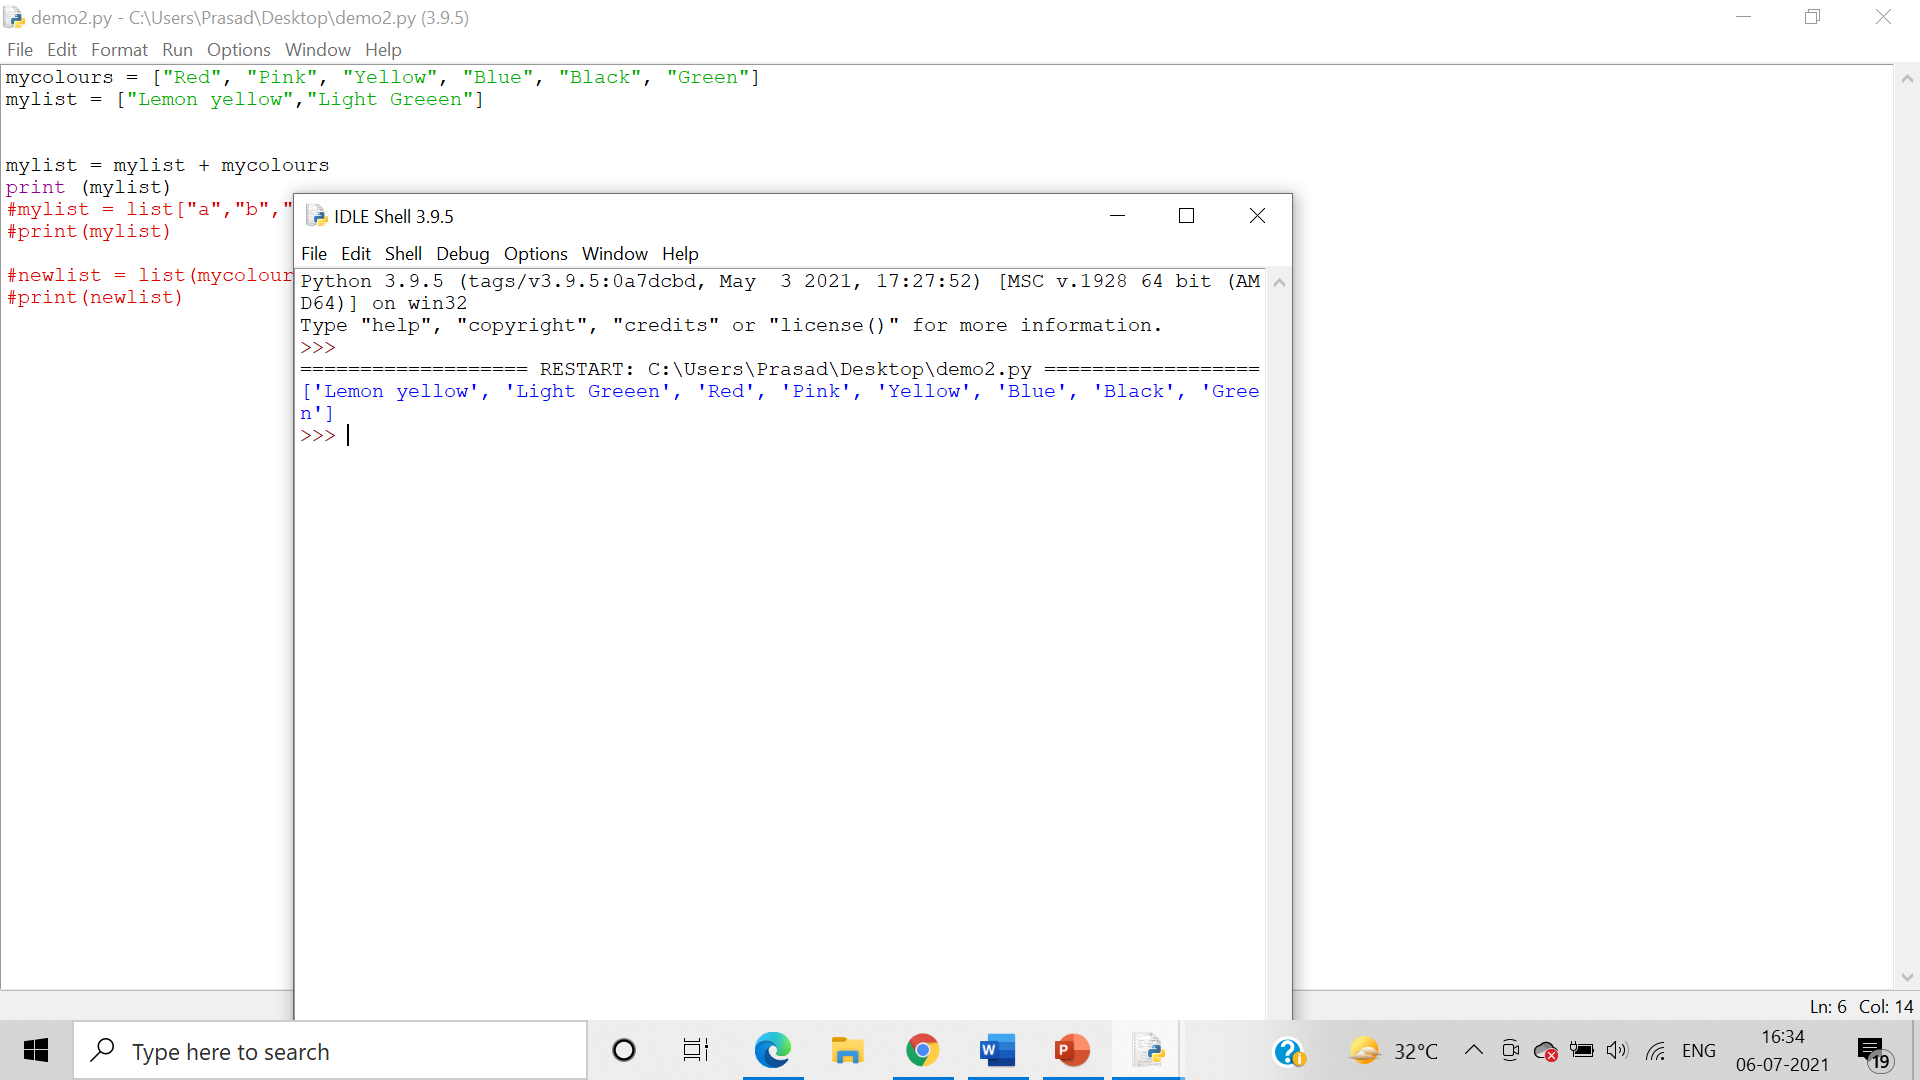 demo2.py - C:\Users\Prasad\Desktop\demo2.py (3.9.5)
File Edit Format Run Options Window Help
mycolours = ["Red", "Pink", "Yellow", "Blue", "Black", "Green"]
mylist = ["Lemon yellow","Light Greeen"]
mylist = mylist + mycolours
print (mylist)
#mylist = list["a","b","
#print(mylist)
#newlist = list(mycolour
#print(newlist)
IDLE Shell 3.9.5
File Edit Shell Debug Options Window Help
Python 3.9.5 (tags/v3.9.5:0a7dcbd, May  3 2021, 17:27:52) [MSC v.1928 64 bit (AM
D64)] on win32
Type "help", "copyright", "credits" or "license()" for more information.
>>>
=================== RESTART: C:\Users\Prasad\Desktop\demo2.py ==================
['Lemon yellow', 'Light Greeen', 'Red', 'Pink', 'Yellow', 'Blue', 'Black', 'Gree
n']
>>>
Ln: 6 Col: 14
Type here to search
32°C
ENG
16:34
06-07-2021
19